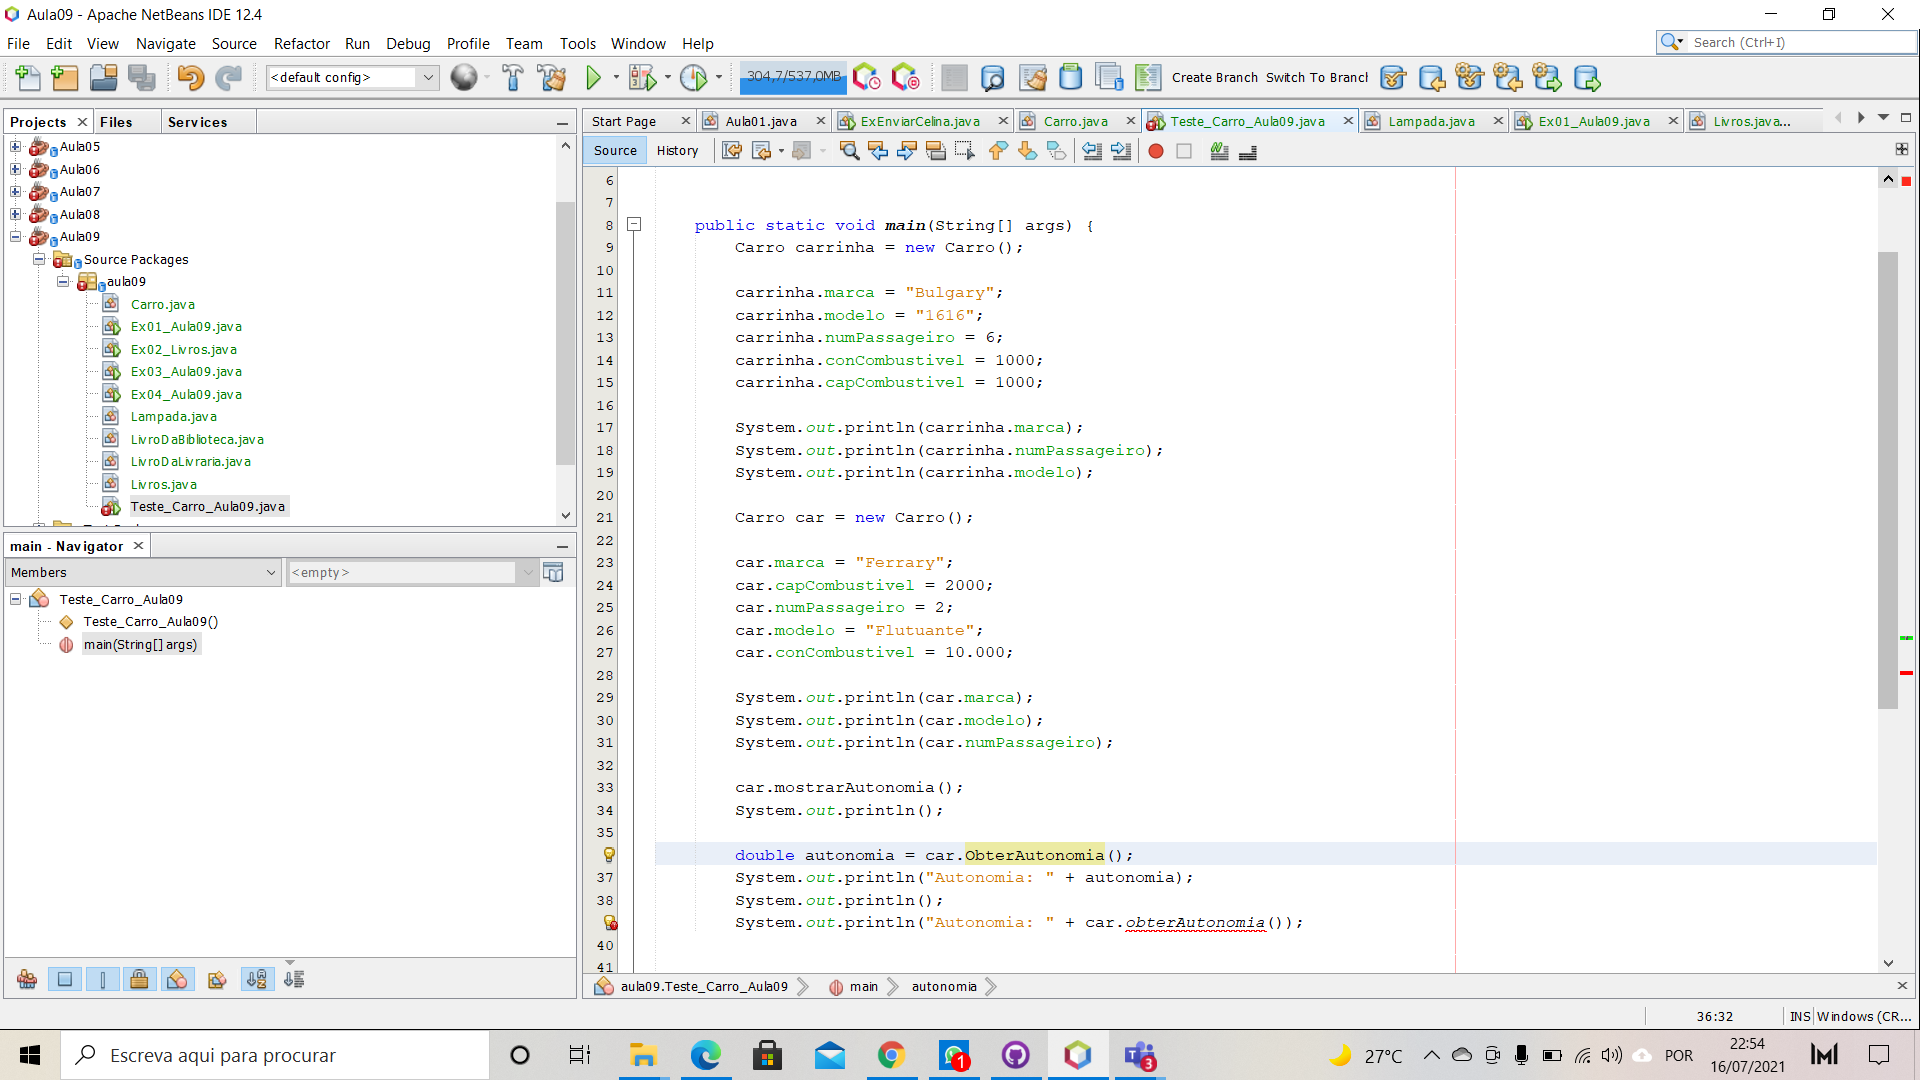 Aula09 - Apache NetBeans IDE 12.4
File Edit View Navigate Source Refactor Run Debug Profile Team Tools Window Help
Search (Ctrl+I)
<default config>
304,7/537,0MB
Create Branch Switch To Branch
Projects
Files
Services
Aula05
Aula06
Aula07
Aula08
Aula09
Source Packages
aula09
Carro.java
Ex01_Aula09.java
Ex02_Livros.java
Ex03_Aula09.java
Ex04_Aula09.java
Lampada.java
LivroDaBiblioteca.java
LivroDaLivraria.java
Livros.java
Teste_Carro_Aula09.java
main - Navigator
Members
<empty>
Teste_Carro_Aula09
Teste_Carro_Aula09()
main(String[] args)
Start Page
Aula01.java
ExEnviarCelina.java
Carro.java
Teste_Carro_Aula09.java
Lampada.java
Ex01_Aula09.java
Livros.java...
Source History
6
7
8 public static void main(String[] args) {
9 Carro carrinha = new Carro();
10
11 carrinha.marca = "Bulgary";
12 carrinha.modelo = "1616";
13 carrinha.numPassageiro = 6;
14 carrinha.conCombustivel = 1000;
15 carrinha.capCombustivel = 1000;
16
17 System.out.println(carrinha.marca);
18 System.out.println(carrinha.numPassageiro);
19 System.out.println(carrinha.modelo);
20
21 Carro car = new Carro();
22
23 car.marca = "Ferrary";
24 car.capCombustivel = 2000;
25 car.numPassageiro = 2;
26 car.modelo = "Flutuante";
27 car.conCombustivel = 10.000;
28
29 System.out.println(car.marca);
30 System.out.println(car.modelo);
31 System.out.println(car.numPassageiro);
32
33 car.mostrarAutonomia();
34 System.out.println();
35
double autonomia = car.ObterAutonomia();
37 System.out.println("Autonomia: " + autonomia);
38 System.out.println();
System.out.println("Autonomia: " + car.obterAutonomia());
40
41
aula09.Teste_Carro_Aula09 main autonomia
36:32 INS Windows (CR...
Escreva aqui para procurar
1
3
27°C
POR
22:54
16/07/2021